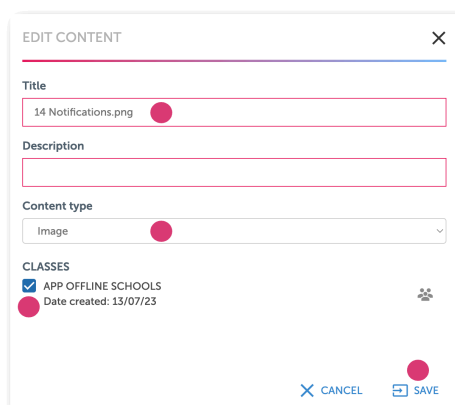 EDIT CONTENT
Title
14 Notifications.png
Description
Content type
Image
CLASSES
APP OFFLINE SCHOOLS
Date created: 13/07/23
CANCEL SAVE